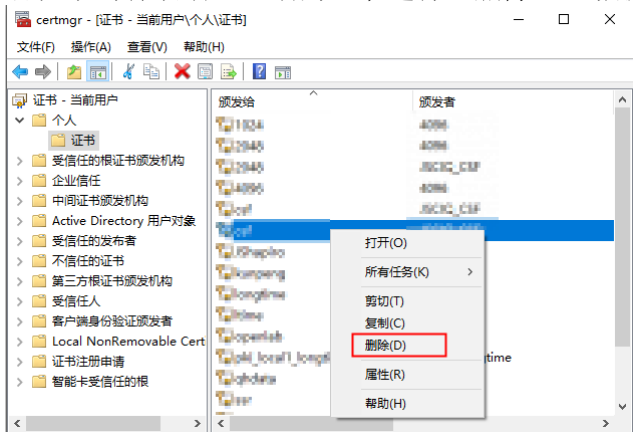 certmgr - [证书 - 当前用户\个人\证书]
文件(F) 操作(A) 查看(V) 帮助(H)
证书 - 当前用户
个人
证书
受信任的根证书颁发机构
企业信任
中间证书颁发机构
Active Directory 用户对象
受信任的发布者
不信任的证书
第三方根证书颁发机构
受信任人
客户端身份验证颁发者
Local NonRemovable Cert
证书注册申请
智能卡受信任的根
颁发给 颁发者
1024 4096
2048 4096
2048
4096 4096
打开(O)
所有任务(K)
剪切(T)
复制(C)
删除(D)
属性(R)
帮助(H)